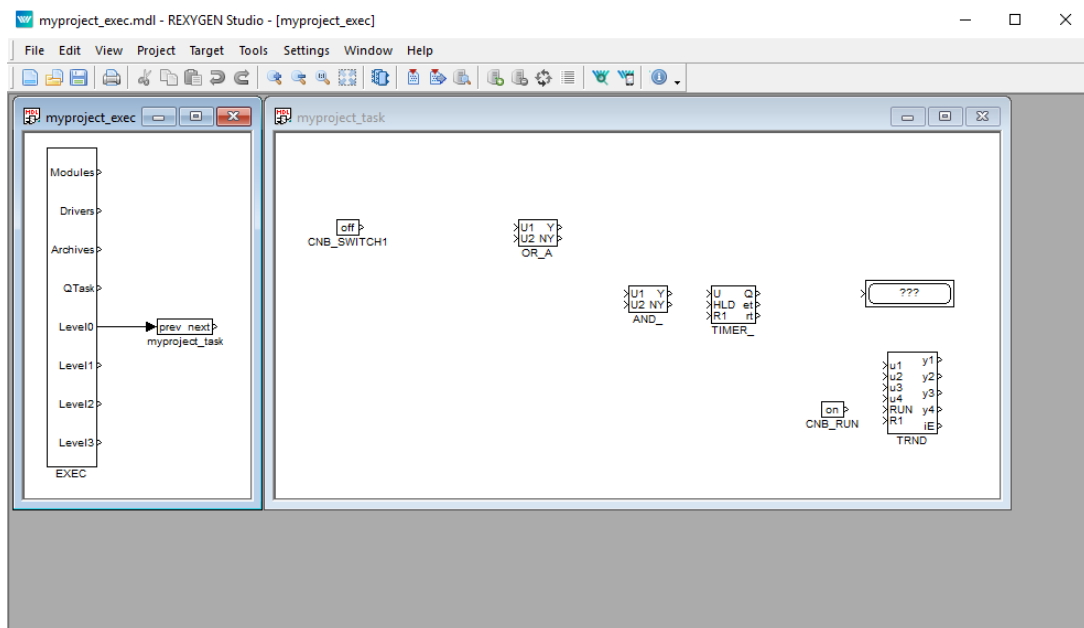 myproject_exec.mdl - REXYGEN Studio - [myproject_exec]
File Edit View Project Target Tools Settings Window Help
myproject_exec
Modules
Drivers
Archives
QTask
Level0
prev next
myproject_task
Level1
Level2
Level3
EXEC
myproject_task
off
CNB_SWITCH1
U1 Y
U2 NY
OR_A
U1 Y
U2 NY
AND_
U Q
HLD et
R1 rt
TIMER_
???
on
CNB_RUN
u1 y1
u2 y2
u3 y3
u4 y4
RUN
R1 iE
TRND